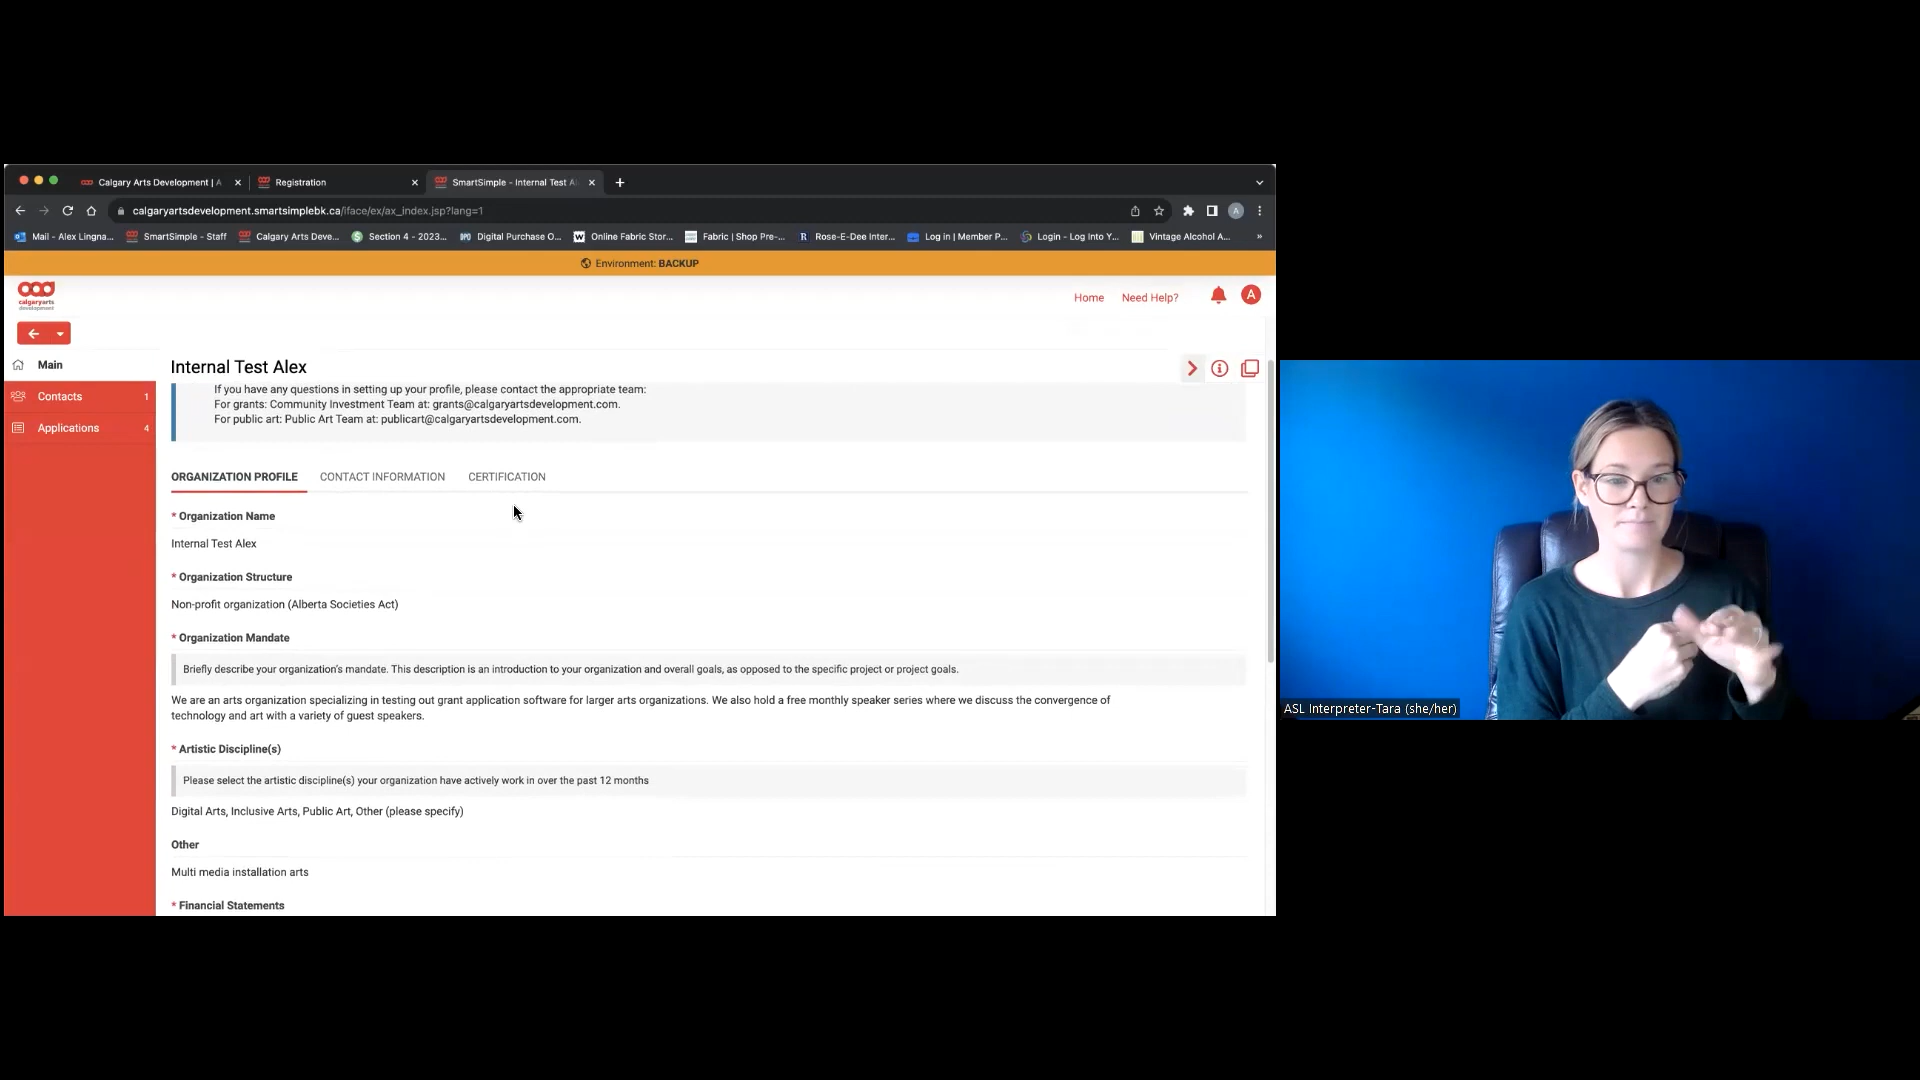 Calgary Arts Development | A
Registration
SmartSimple - Internal Test Al
calgaryartsdevelopment.smartsimplebk.ca/iface/ex/ax_index.jsp?lang=1
A
Mail - Alex Lingna...
SmartSimple - Staff
Calgary Arts Deve...
Section 4 - 2023...
Digital Purchase O...
Online Fabric Stor...
Fabric | Shop Pre-...
Rose-E-Dee Inter...
Log in | Member P...
Login - Log Into Y...
Vintage Alcohol A...
»
Environment: BACKUP
calgaryarts
development
Home
Need Help?
A
Main
Contacts 1
Applications 4
Internal Test Alex
If you have any questions in setting up your profile, please contact the appropriate team:
For grants: Community Investment Team at: grants@calgaryartsdevelopment.com.
For public art: Public Art Team at: publicart@calgaryartsdevelopment.com.
ORGANIZATION PROFILE
CONTACT INFORMATION
CERTIFICATION
* Organization Name
Internal Test Alex
* Organization Structure
Non-profit organization (Alberta Societies Act)
* Organization Mandate
Briefly describe your organization's mandate. This description is an introduction to your organization and overall goals, as opposed to the specific project or project goals.
We are an arts organization specializing in testing out grant application software for larger arts organizations. We also hold a free monthly speaker series where we discuss the convergence of
technology and art with a variety of guest speakers.
* Artistic Discipline(s)
Please select the artistic discipline(s) your organization have actively work in over the past 12 months
Digital Arts, Inclusive Arts, Public Art, Other (please specify)
Other
Multi media installation arts
* Financial Statements
ASL Interpreter-Tara (she/her)